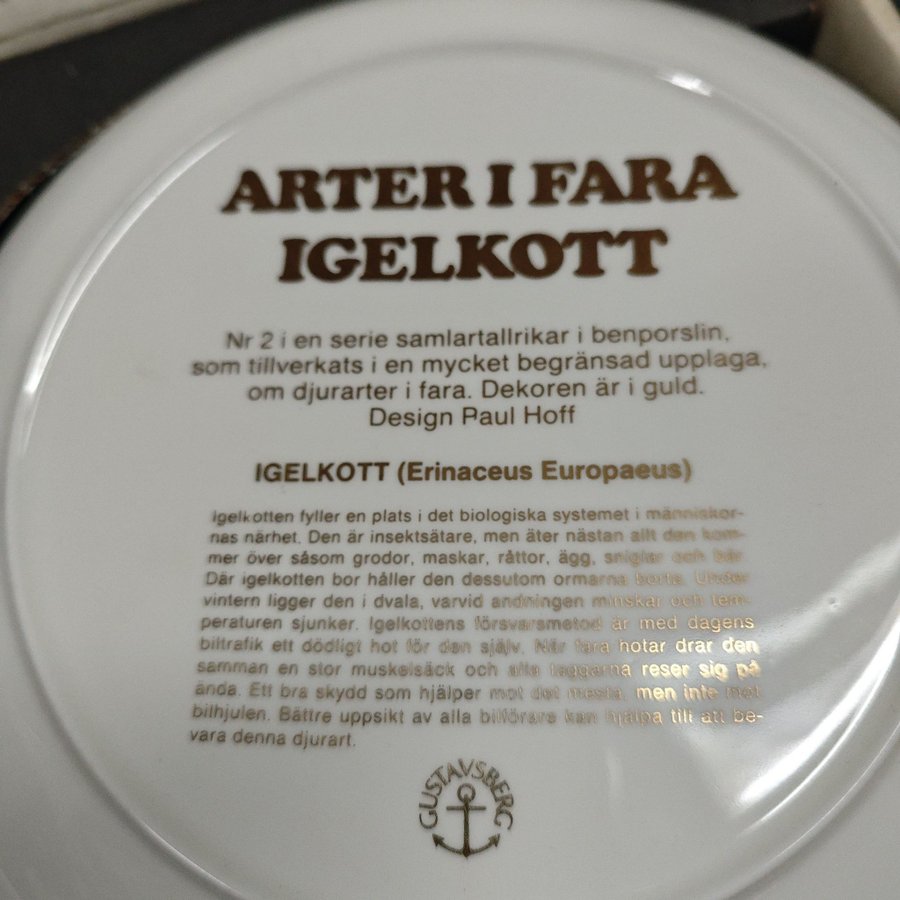 ARTER I FARA
IGELKOTT
Nr 2 i en serie samlartallrikar i benporslin,
som tillverkats i en mycket begränsad upplaga,
om djurarter i fara. Dekoren är i guld.
Design Paul Hoff
IGELKOTT (Erinaceus Europaeus)
Igelkotten fyller en plats i det biologiska systemet i människor-
nas närhet. Den är insektsätare, men äter nästan allt den kom-
mer över såsom grodor, maskar, råttor, ägg, sniglar och bär.
Där igelkotten bor håller den dessutom ormarna borta. Under
vintern ligger den i dvala, varvid andningen minskar och tem-
peraturen sjunker. Igelkottens försvarsmetod är med dagens
biltrafik ett dödligt hot för den själv. När fara hotar drar den
samman en stor muskelsäck och alla taggarna reser sig på
ända. Ett bra skydd som hjälper mot det mesta, men inte mot
bilhjulen. Bättre uppsikt av alla bilförare kan hjälpa till att be-
vara denna djurart.
GUSTAVSBERG